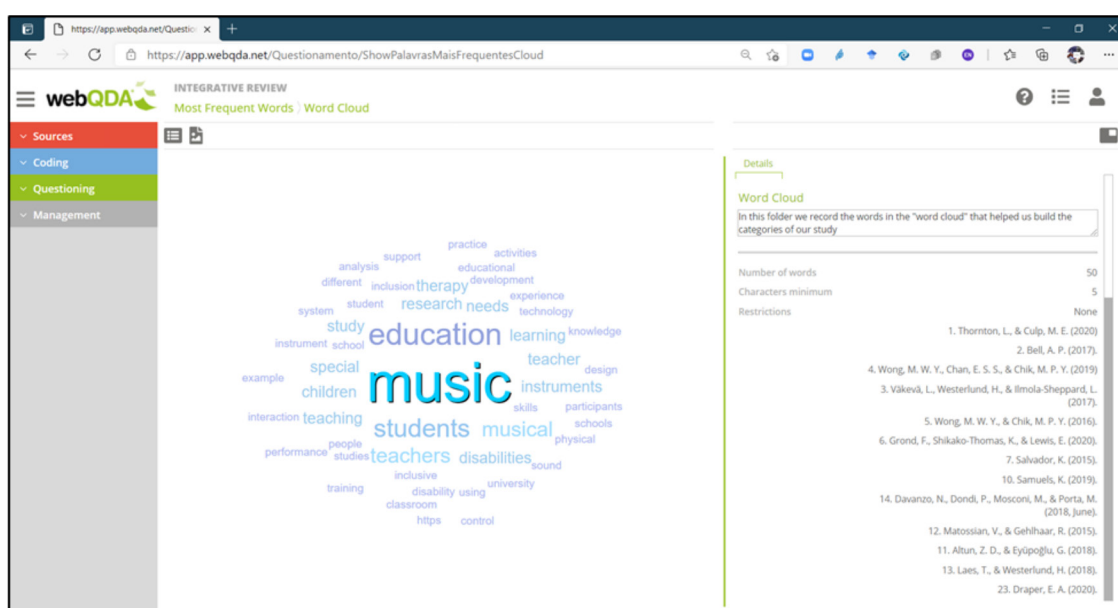 https://app.webqda.net/Questio
https://app.webqda.net/Questionamento/ShowPalavrasMaisFrequentesCloud
webQDA
INTEGRATIVE REVIEW
Most Frequent Words Word Cloud
Sources
Coding
Questioning
Management
practice
support activities
analysis educational
different inclusion therapy development
experience
system student research needs technology
study education learning knowledge
instrument school
special teacher design
example music
children instruments
skills participants
interaction teaching students musical schools
physical
people
performance studies teachers disabilities sound
inclusive
training disability using university
classroom
https control
Details
Word Cloud
In this folder we record the words in the "word cloud" that helped us build the
categories of our study
Number of words 50
Characters minimum 5
Restrictions None
1. Thornton, L., & Culp, M. E. (2020)
2. Bell, A. P. (2017).
4. Wong, M. W. Y., Chan, E. S. S., & Chik, M. P. Y. (2019)
3. Väkevä, L., Westerlund, H., & Ilmola-Sheppard, L.
(2017).
5. Wong, M. W. Y., & Chik, M. P. Y. (2016).
6. Grond, F., Shikako-Thomas, K., & Lewis, E. (2020).
7. Salvador, K. (2015).
10. Samuels, K. (2019).
14. Davanzo, N., Dondi, P., Mosconi, M., & Porta, M.
(2018, June).
12. Matossian, V., & Gehlhaar, R. (2015).
11. Altun, Z. D., & Eyüpoğlu, G. (2018).
13. Laes, T., & Westerlund, H. (2018).
23. Draper, E. A. (2020).